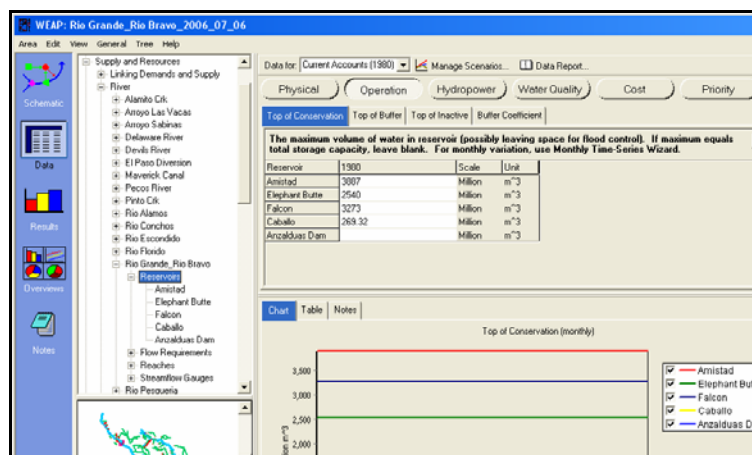 WEAP: Rio Grande_Rio Bravo_2006_07_06
Area Edit View General Tree Help
Schematic
Data
Results
Overviews
Notes
Supply and Resources
Linking Demands and Supply
River
Alamito Crk
Arroyo Las Vacas
Arroyo Sabinas
Delaware River
Devils River
El Paso Diversion
Maverick Canal
Pecos River
Pinto Crk
Rio Alamos
Rio Conchos
Rio Escondido
Rio Florido
Rio Grande_Rio Bravo
Reservoirs
Amistad
Elephant Butte
Falcon
Caballo
Anzalduas Dam
Flow Requirements
Reaches
Streamflow Gauges
Rio Pesqueria
Data for: Current Accounts (1980) Manage Scenarios... Data Report...
Physical Operation Hydropower Water Quality Cost Priority
Top of Conservation Top of Buffer Top of Inactive Buffer Coefficient
The maximum volume of water in reservoir (possibly leaving space for flood control). If maximum equals
total storage capacity, leave blank. For monthly variation, use Monthly Time-Series Wizard.
Reservoir 1980 Scale Unit
Amistad 3887 Million m^3
Elephant Butte 2540 Million m^3
Falcon 3273 Million m^3
Caballo 269.32 Million m^3
Anzalduas Dam Million m^3
Chart Table Notes
Top of Conservation (monthly)
3,500
3,000
2,500
2,000
Amistad
Elephant But
Falcon
Caballo
Anzalduas D